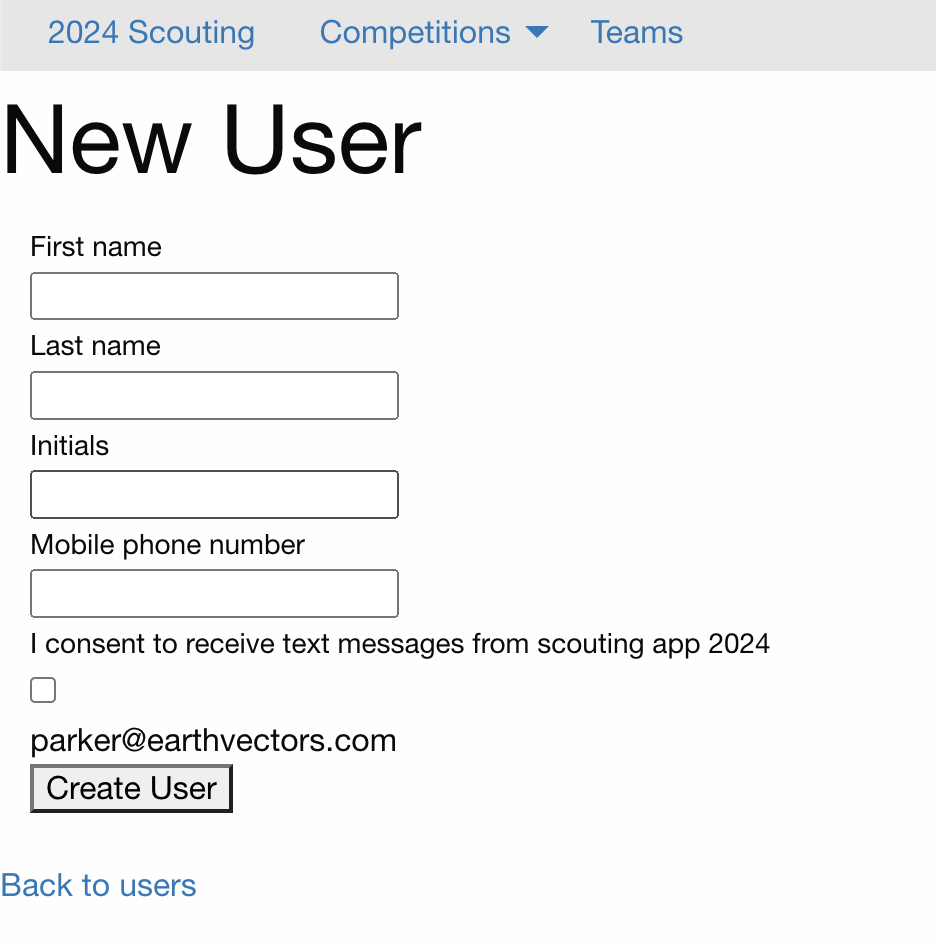 2024 Scouting Competitions Teams
New User
First name
Last name
Initials
Mobile phone number
I consent to receive text messages from scouting app 2024
parker@earthvectors.com
Create User
Back to users